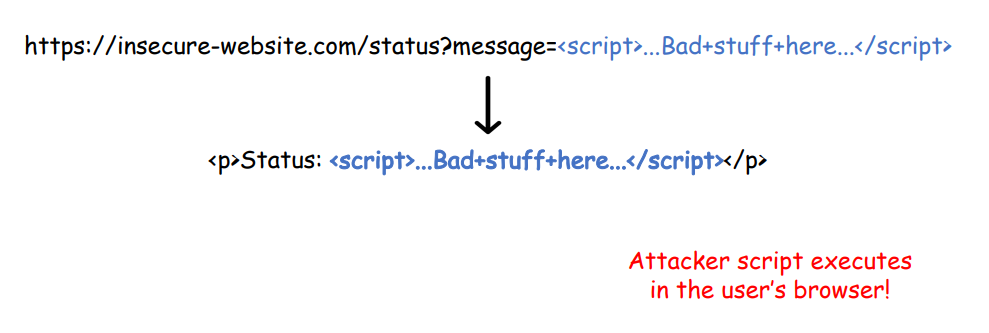 https://insecure-website.com/status?message=<script>...Bad+stuff+here...</script>
<p>Status: <script>...Bad+stuff+here...</script></p>
Attacker script executes
in the user's browser!